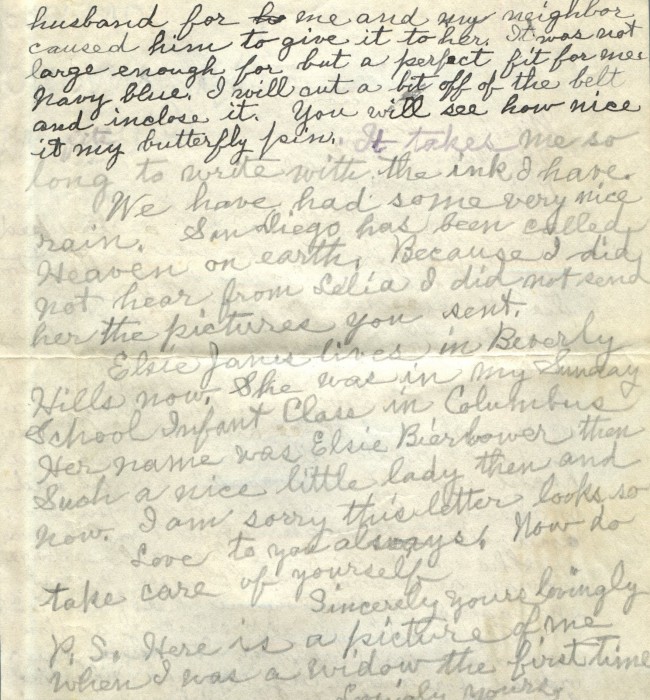 husband for me and my neighbor
caused him to give it to her. It was not
large enough for but a perfect fit for me.
Navy blue. I will cut a bit off of the belt
and inclose it. You will see how nice
it my butterfly pin. It takes me so
long to write with the ink I have.
We have had some very nice
rain. San Diego has been called
Heaven on earth. Because I did
not hear from Lelia I did not send
her the pictures you sent.
Elsie Janis lives in Beverly
Hills now. She was in my Sunday
School Infant Class in Columbus
Her name was Elsie Bierbower then
Such a nice little lady then and
now. I am sorry this letter looks so
Love to you always. Now do
take care of yourself
Sincerely yours lovingly
P.S. Here is a picture of me
when I was a widow the first time
yours